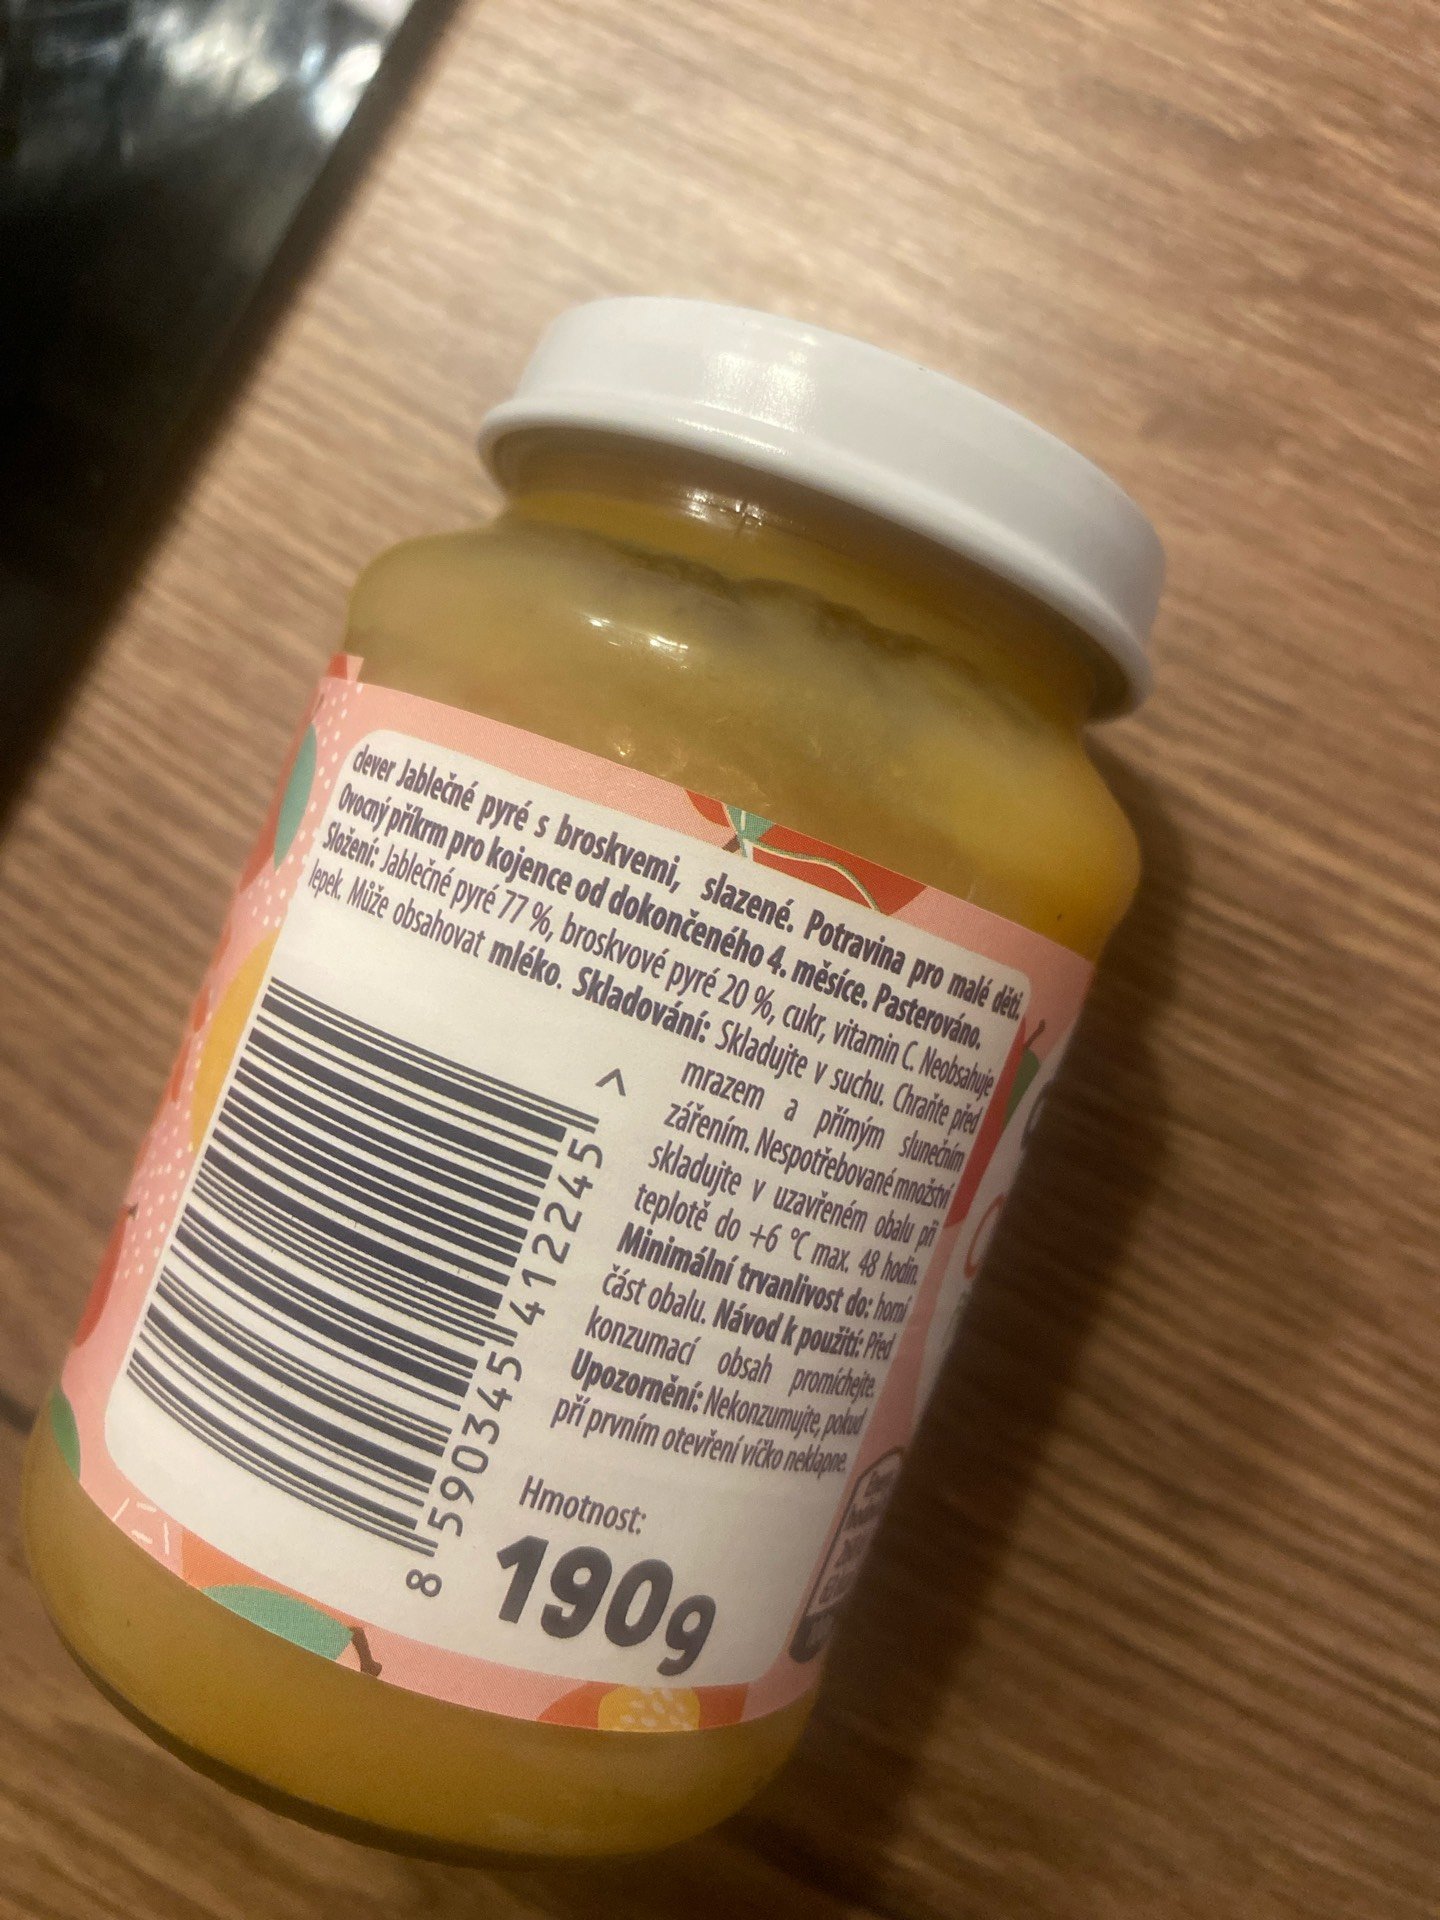 clever Jablečné pyré s broskvemi, slazené. Potravina pro malé děti.
Ovocný příkrm pro kojence od dokončeného 4. měsíce. Pasterováno.
Složení: Jablečné pyré 77 %, broskvové pyré 20 %, cukr, vitamin C. Neobsahuje
lepek. Může obsahovat mléko. Skladování: Skladujte v suchu. Chraňte před
mrazem a přímým slunečním
zářením. Nespotřebované množství
skladujte v uzavřeném obalu při
teplotě do +6 °C max. 48 hodin.
Minimální trvanlivost do: horní
část obalu. Návod k použití: Před
konzumací obsah promíchejte.
Upozornění: Nekonzumujte, pokud
při prvním otevření víčko neklapne.
8 590345 412245 >
Hmotnost:
190g